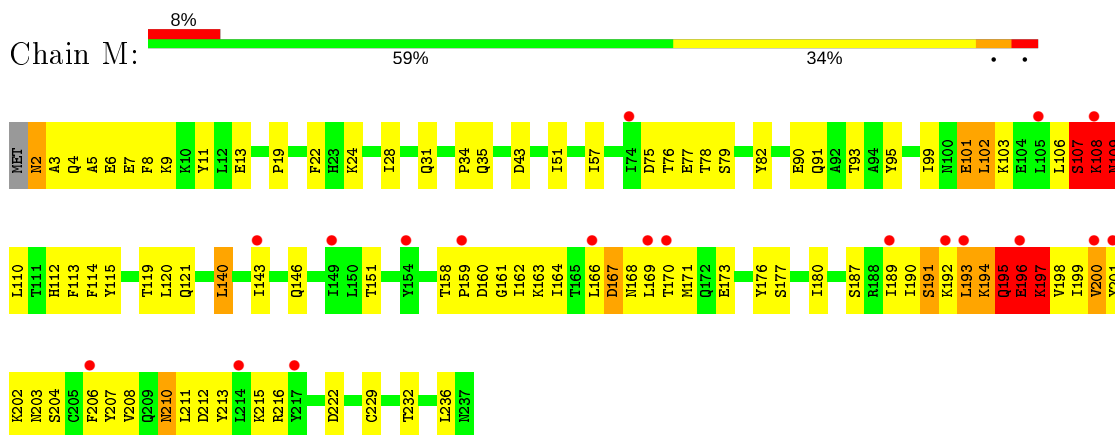 8%
Chain M:
59% 34% • •
MET N2 A3 Q4 A5 E6 E7 F8 K9 K10 Y11 L12 E13 P19 F22 H23 K24 I28 Q31 P34 Q35 D43 I51 I57 I74 D75 T76 E77 T78 S79 Y82 E90 Q91 A92 T93 A94 Y95 I99 N100 E101 L102 K103 E104 L105 L106 S107 K108 N109
L110 T111 H112 F113 F114 Y115 T119 L120 Q121 L140 I143 Q146 I149 L150 T151 Y154 T158 P159 D160 G161 I162 K163 I164 T165 L166 D167 N168 L169 T170 M171 Q172 E173 Y176 S177 I180 S187 R188 I189 I190 S191 K192 L193 K194 Q195 E196 K197 V198 I199 V200 Y201
K202 N203 S204 C205 F206 Y207 V208 Q209 N210 L211 D212 Y213 L214 K215 R216 Y217 D222 C229 T232 L236 N237